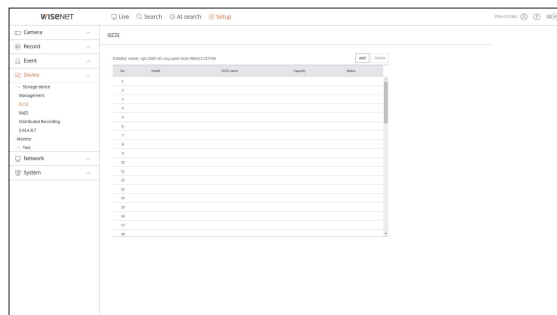 WISENET
Live Search AI search Setup
Camera
iSCSI
Record
Event
Add Delete
Device
No. Model iSCSI name Capacity Status
Storage device
Management
iSCSI
RAID
Distributed Recording
S.M.A.R.T
Monitor
Text
Network
System
1
2
3
4
5
6
7
8
9
10
11
12
13
14
15
16
17
18